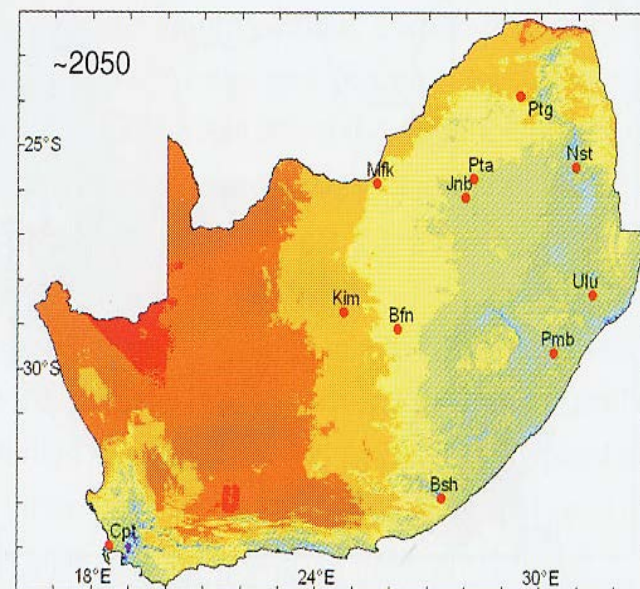 ~2050
Ptg
25°S
Mfk
Pta
Nst
Jnb
Ulu
Kim
Bfn
Pmb
30°S
Bsh
Cpt
18°E
24°E
30°E